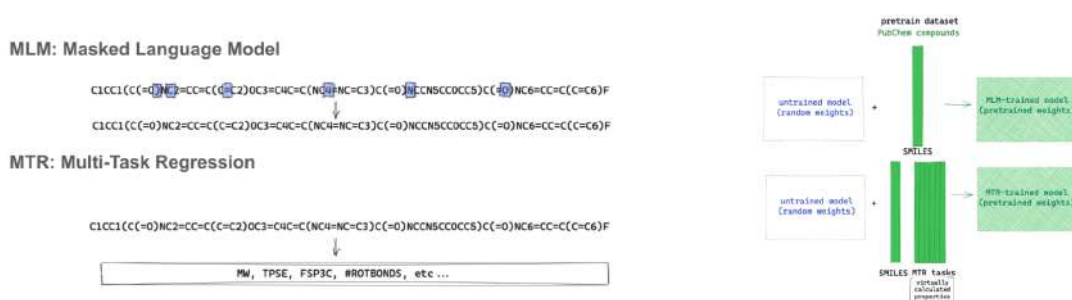 MLM: Masked Language Model
C1CC1(C(=O)NC2=CC=C(C=C2)OC3=C4C=C(NC4=NC=C3)C(=O)NCCN5CCOCC5)C(=O)NC6=CC=C(C=C6)F
C1CC1(C(=O)NC2=CC=C(C=C2)OC3=C4C=C(NC4=NC=C3)C(=O)NCCN5CCOCC5)C(=O)NC6=CC=C(C=C6)F
MTR: Multi-Task Regression
C1CC1(C(=O)NC2=CC=C(C=C2)OC3=C4C=C(NC4=NC=C3)C(=O)NCCN5CCOCC5)C(=O)NC6=CC=C(C=C6)F
MW, TPSE, FSP3C, #ROTBONDS, etc ...
pretrain dataset
PubChem compounds
untrained model
(random weights)
+
MLM-trained model
(pretrained weights)
SMILES
untrained model
(random weights)
+
MTR-trained model
(pretrained weights)
SMILES MTR tasks
virtually
calculated
properties